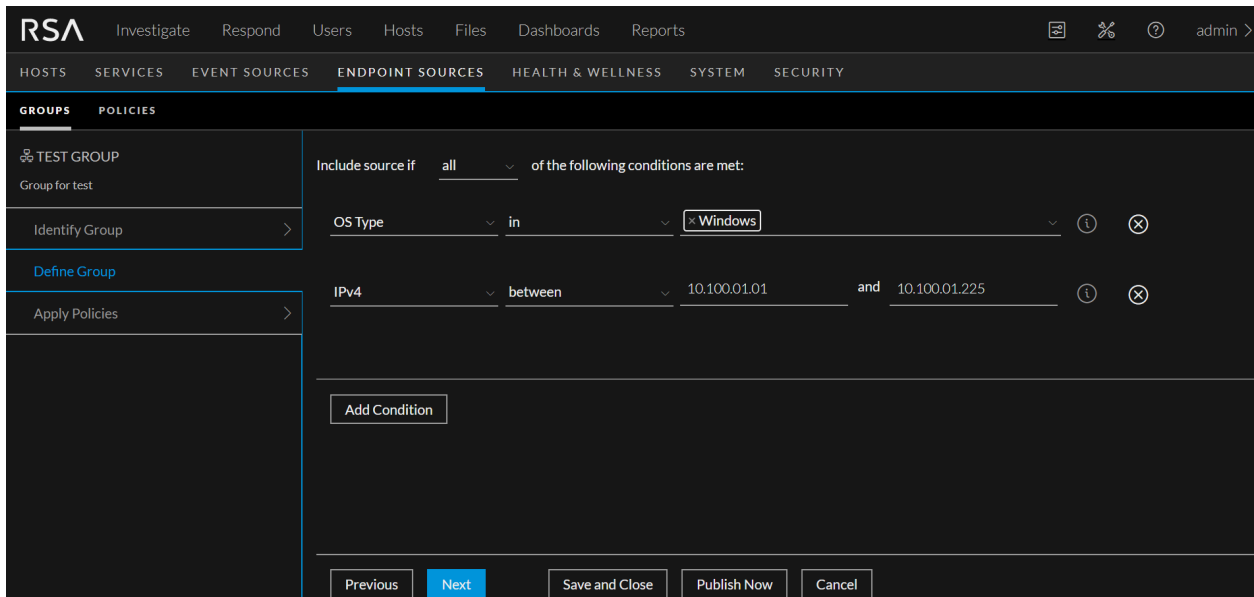 RSA Investigate Respond Users Hosts Files Dashboards Reports admin >
HOSTS SERVICES EVENT SOURCES ENDPOINT SOURCES HEALTH & WELLNESS SYSTEM SECURITY
GROUPS POLICIES
TEST GROUP
Group for test
Identify Group
Define Group
Apply Policies
Include source if all of the following conditions are met:
OS Type in × Windows
IPv4 between 10.100.01.01 and 10.100.01.225
Add Condition
Previous Next Save and Close Publish Now Cancel